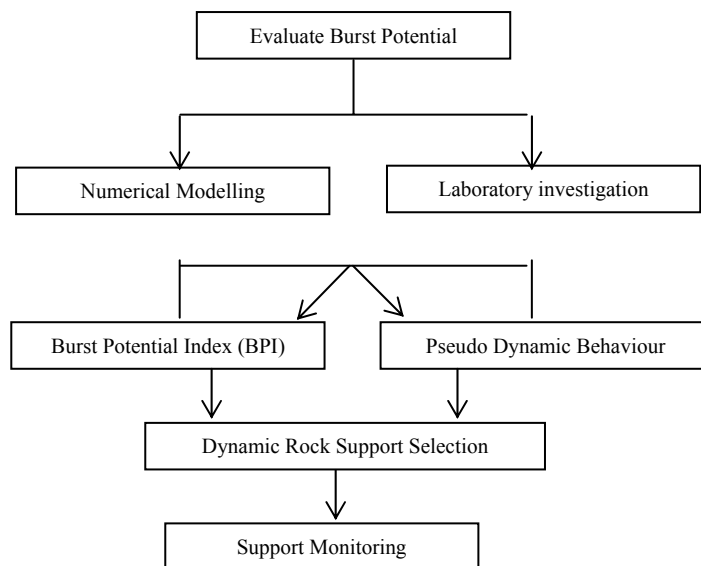 Evaluate Burst Potential
Numerical Modelling
Laboratory investigation
Burst Potential Index (BPI)
Pseudo Dynamic Behaviour
Dynamic Rock Support Selection
Support Monitoring